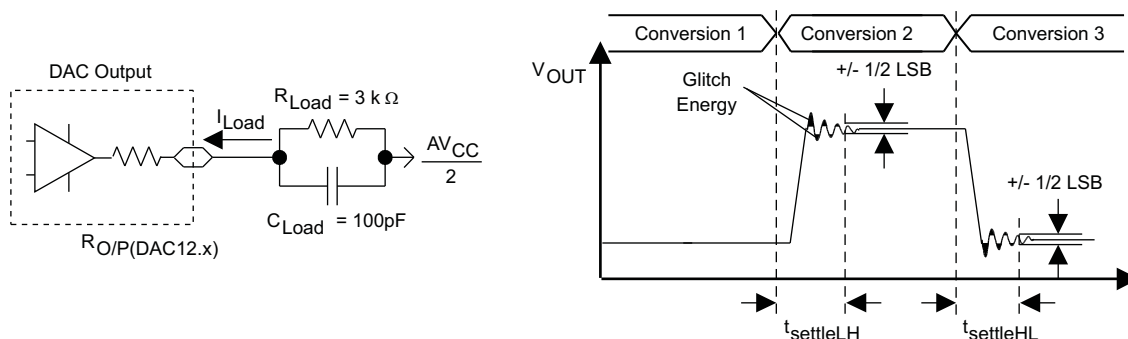 DAC Output
I_Load
R_Load = 3 k Ω
AV_CC
2
C_Load = 100pF
R_O/P(DAC12.x)
Conversion 1
Conversion 2
Conversion 3
V_OUT
Glitch
Energy
+/- 1/2 LSB
+/- 1/2 LSB
t_settleLH
t_settleHL